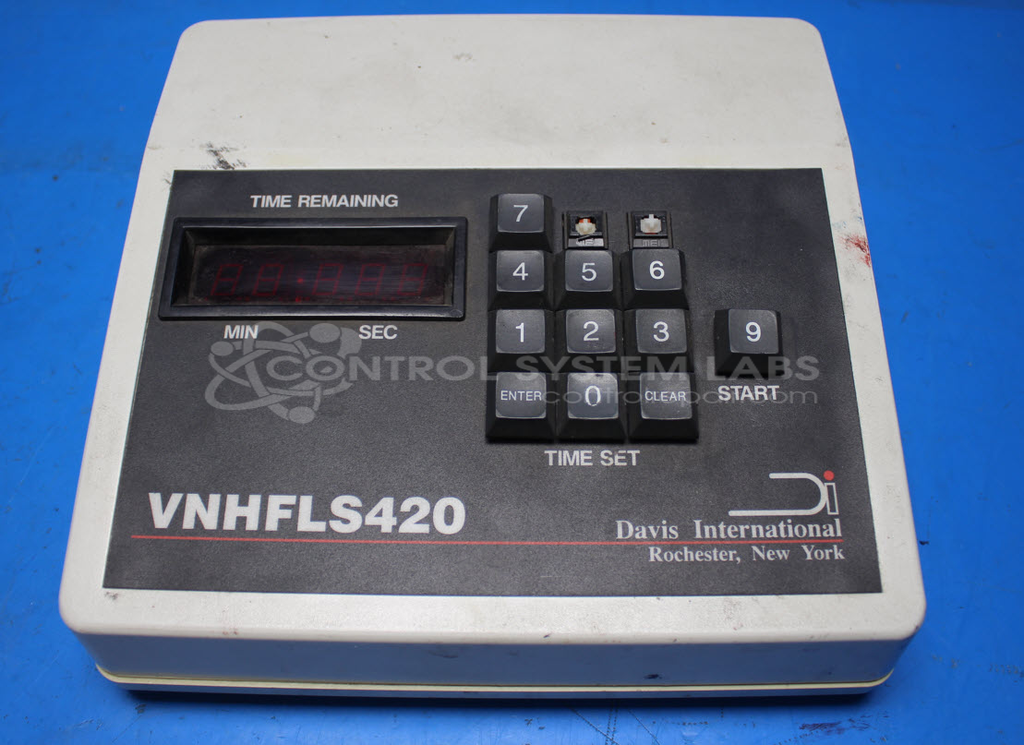 TIME REMAINING
MIN SEC
7
4 5 6
1 2 3
ENTER 0 CLEAR
9
START
TIME SET
CONTROL SYSTEM LABS
VNHFLS420
Di
Davis International
Rochester, New York